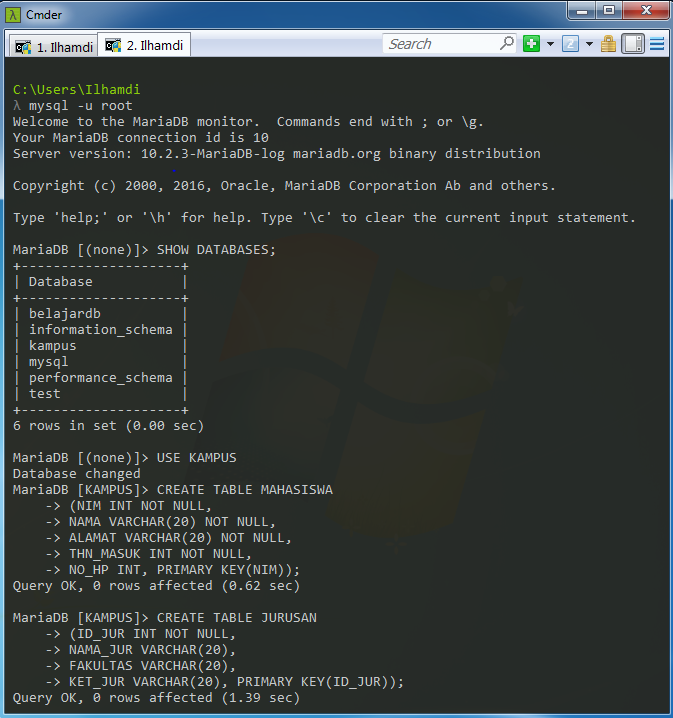 Cmder
1. Ilhamdi
2. Ilhamdi
Search
C:\Users\Ilhamdi
λ mysql -u root
Welcome to the MariaDB monitor.  Commands end with ; or \g.
Your MariaDB connection id is 10
Server version: 10.2.3-MariaDB-log mariadb.org binary distribution
Copyright (c) 2000, 2016, Oracle, MariaDB Corporation Ab and others.
Type 'help;' or '\h' for help. Type '\c' to clear the current input statement.
MariaDB [(none)]> SHOW DATABASES;
+--------------------+
| Database           |
+--------------------+
| belajardb          |
| information_schema |
| kampus             |
| mysql              |
| performance_schema |
| test               |
+--------------------+
6 rows in set (0.00 sec)
MariaDB [(none)]> USE KAMPUS
Database changed
MariaDB [KAMPUS]> CREATE TABLE MAHASISWA
    -> (NIM INT NOT NULL,
    -> NAMA VARCHAR(20) NOT NULL,
    -> ALAMAT VARCHAR(20) NOT NULL,
    -> THN_MASUK INT NOT NULL,
    -> NO_HP INT, PRIMARY KEY(NIM));
Query OK, 0 rows affected (0.62 sec)
MariaDB [KAMPUS]> CREATE TABLE JURUSAN
    -> (ID_JUR INT NOT NULL,
    -> NAMA_JUR VARCHAR(20),
    -> FAKULTAS VARCHAR(20),
    -> KET_JUR VARCHAR(20), PRIMARY KEY(ID_JUR));
Query OK, 0 rows affected (1.39 sec)